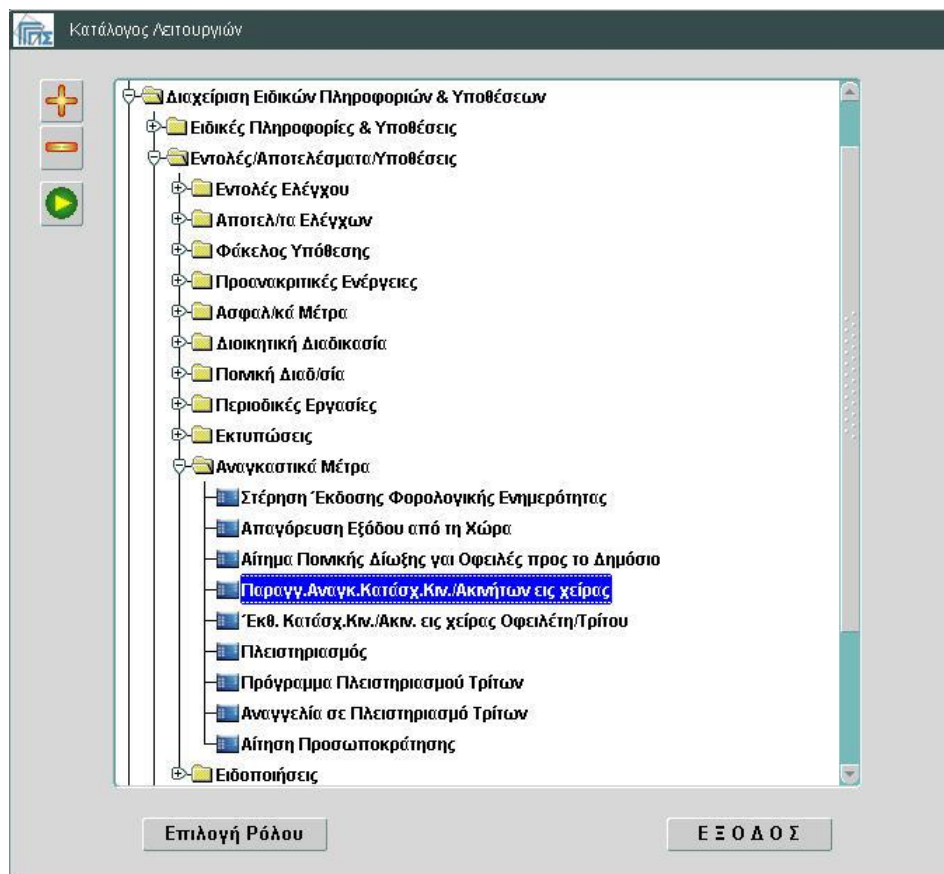 Κατάλογος Λειτουργιών
Διαχείριση Ειδικών Πληροφοριών & Υποθέσεων
Ειδικές Πληροφορίες & Υποθέσεις
Εντολές/Αποτελέσματα/Υποθέσεις
Εντολές Ελέγχου
Αποτελ/τα Ελέγχων
Φάκελος Υπόθεσης
Προανακριτικές Ενέργειες
Ασφαλ/κά Μέτρα
Διοικητική Διαδικασία
Ποινική Διαδ/σία
Περιοδικές Εργασίες
Εκτυπώσεις
Αναγκαστικά Μέτρα
Στέρηση Έκδοσης Φορολογικής Ενημερότητας
Απαγόρευση Εξόδου από τη Χώρα
Αίτημα Ποινικής Δίωξης γαι Οφειλές προς το Δημόσιο
Παραγγ.Αναγκ.Κατάσχ.Κιν./Ακινήτων εις χείρας
Έκθ. Κατάσχ.Κιν./Ακιν. εις χείρας Οφειλέτη/Τρίτου
Πλειστηριασμός
Πρόγραμμα Πλειστηριασμού Τρίτων
Αναγγελία σε Πλειστηριασμό Τρίτων
Αίτηση Προσωποκράτησης
Ειδοποιήσεις
Επιλογή Ρόλου
Ε Ξ Ο Δ Ο Σ